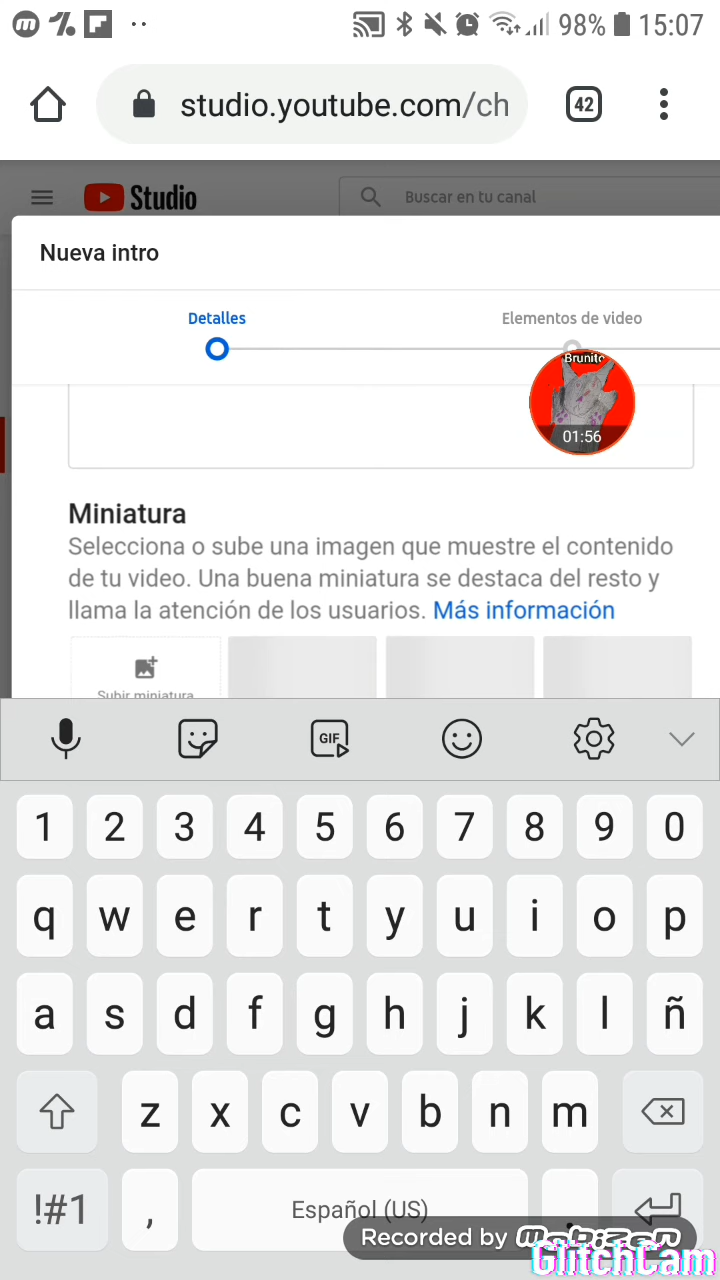 98% 15:07
studio.youtube.com/ch
42
Studio
Buscar en tu canal
Nueva intro
Detalles
Elementos de video
Brunito
01:56
Miniatura
Selecciona o sube una imagen que muestre el contenido
de tu video. Una buena miniatura se destaca del resto y
llama la atención de los usuarios. Más información
Subir miniatura
GIF
1 2 3 4 5 6 7 8 9 0
q w e r t y u i o p
a s d f g h j k l ñ
z x c v b n m
!#1 , Español (US) .
Recorded by Mobizen
GlitchCam